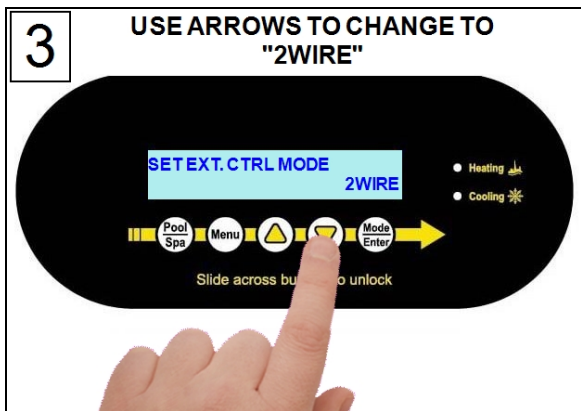 3
USE ARROWS TO CHANGE TO
"2WIRE"
SET EXT. CTRL MODE
2WIRE
Heating
Cooling
Pool
Spa
Menu
Mode
Enter
Slide across to unlock